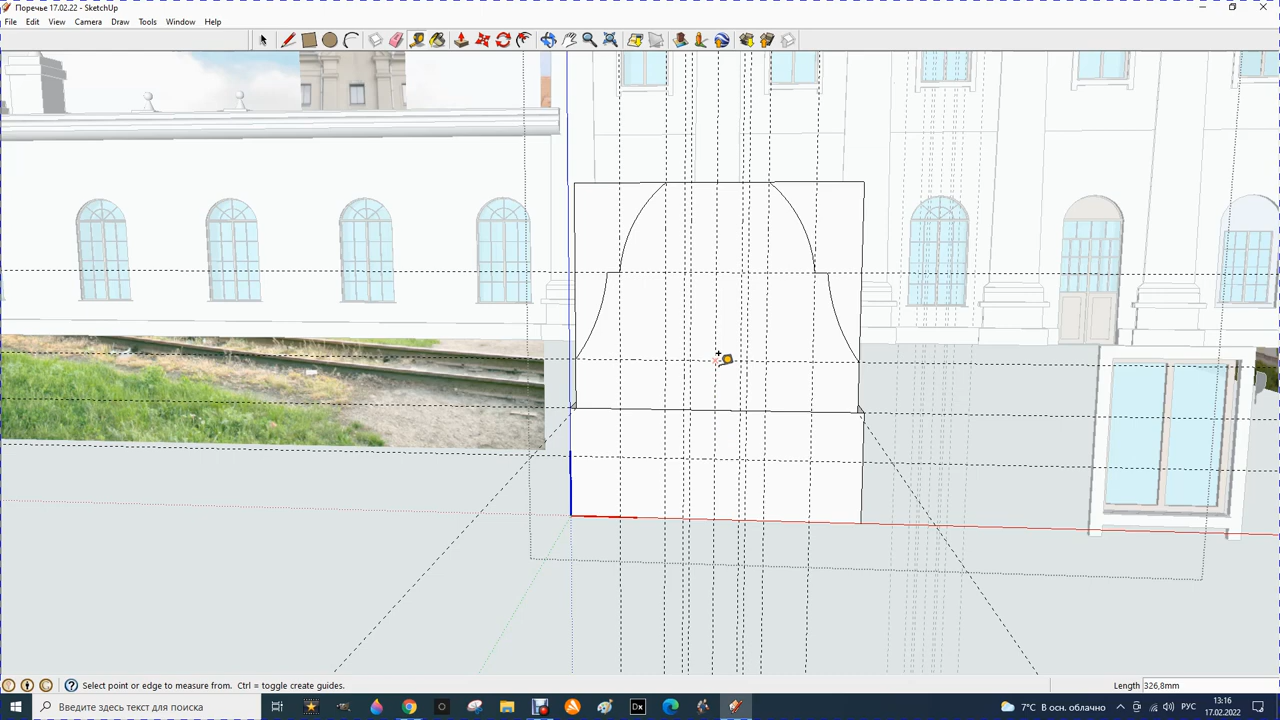 Поречье 17.02.22 - SketchUp
File Edit View Camera Draw Tools Window Help
Select point or edge to measure from. Ctrl = toggle create guides.
Length 326,8mm
Введите здесь текст для поиска
Dx
7°C В осн. облачно
РУС
13:16
17.02.2022